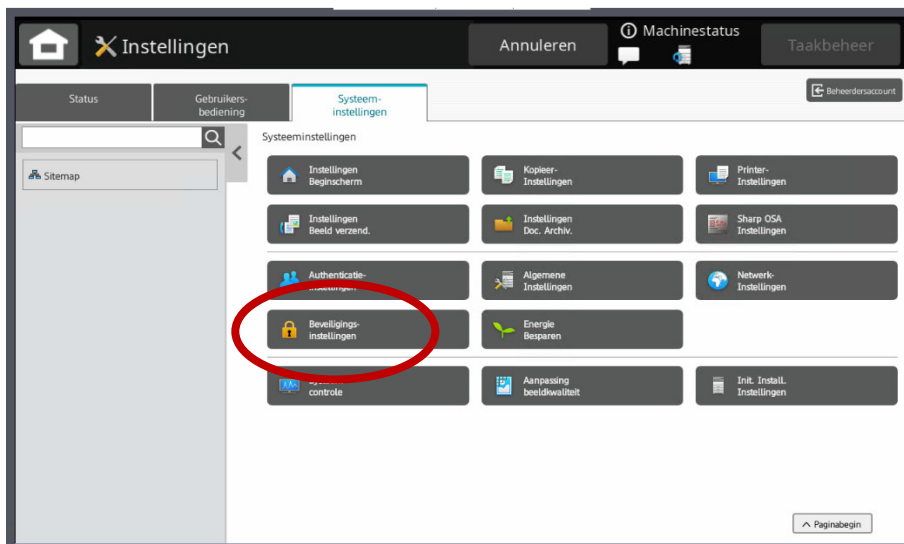 Instellingen
Annuleren
Machinestatus
Taakbeheer
Status
Gebruikers-
bediening
Systeem-
instellingen
Beheerdersaccount
Systeeminstellingen
Sitemap
Instellingen
Beginscherm
Kopieer-
Instellingen
Printer-
Instellingen
Instellingen
Beeld verzend.
Instellingen
Doc. Archiv.
Sharp OSA
Instellingen
Authenticatie-
instellingen
Algemene
Instellingen
Netwerk-
Instellingen
Beveiligings-
instellingen
Energie
Besparen
controle
Aanpassing
beeldkwaliteit
Init. Install.
Instellingen
Paginabegin